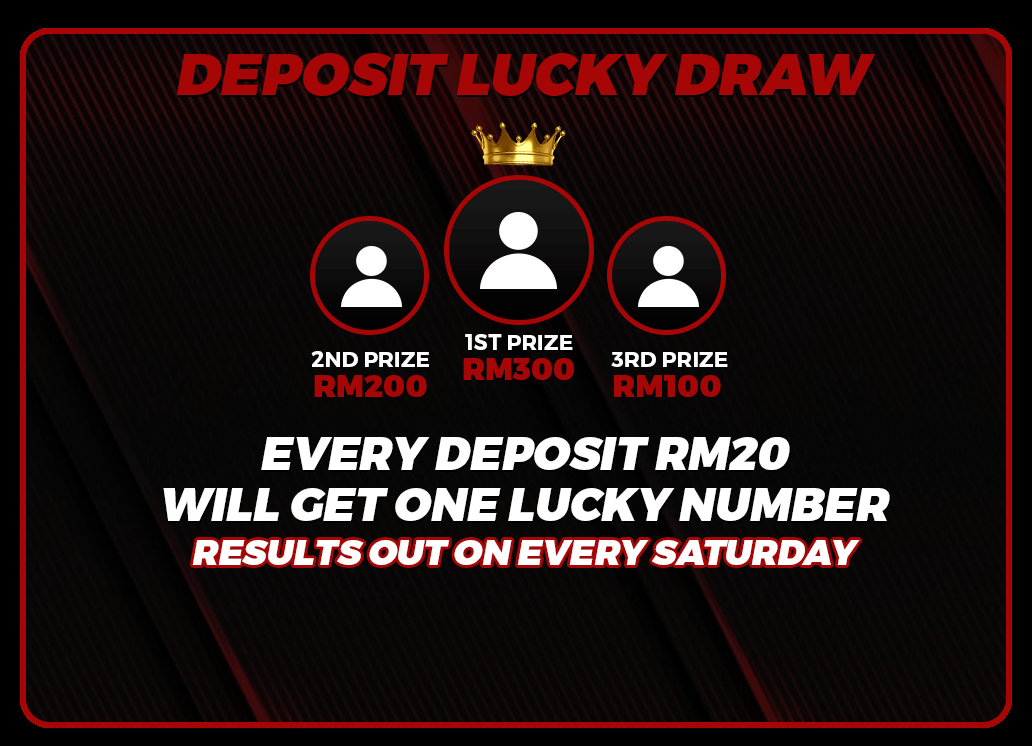 DEPOSIT LUCKY DRAW
1ST PRIZE
RM300
2ND PRIZE
RM200
3RD PRIZE
RM100
EVERY DEPOSIT RM20
WILL GET ONE LUCKY NUMBER
RESULTS OUT ON EVERY SATURDAY